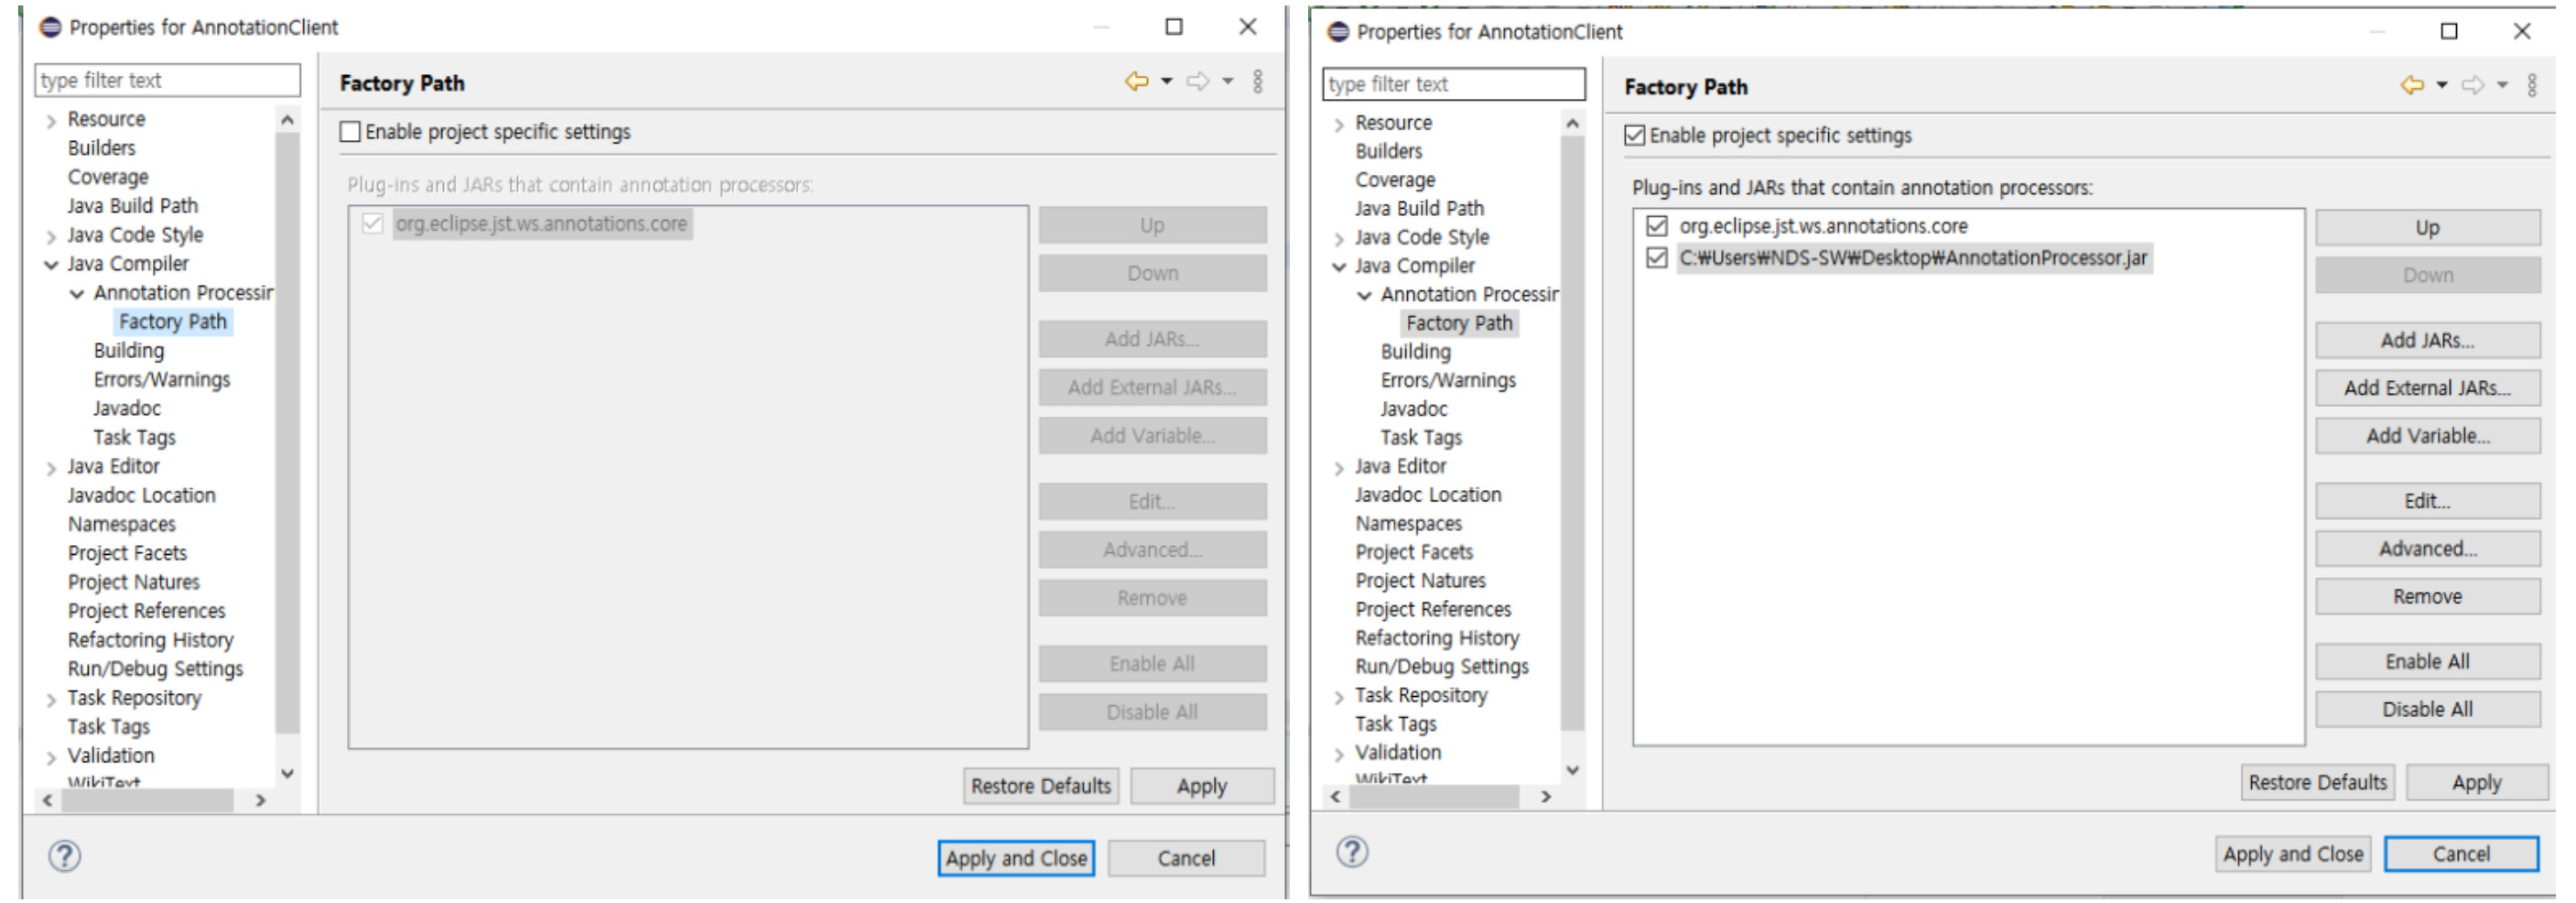 Properties for AnnotationClient
type filter text
Resource
Builders
Coverage
Java Build Path
Java Code Style
Java Compiler
Annotation Processir
Factory Path
Building
Errors/Warnings
Javadoc
Task Tags
Java Editor
Javadoc Location
Namespaces
Project Facets
Project Natures
Project References
Refactoring History
Run/Debug Settings
Task Repository
Task Tags
Validation
WikiText
Factory Path
Enable project specific settings
Plug-ins and JARs that contain annotation processors:
org.eclipse.jst.ws.annotations.core
Up
Down
Add JARs...
Add External JARs...
Add Variable...
Edit...
Advanced...
Remove
Enable All
Disable All
Restore Defaults
Apply
Apply and Close
Cancel
Properties for AnnotationClient
type filter text
Resource
Builders
Coverage
Java Build Path
Java Code Style
Java Compiler
Annotation Processir
Factory Path
Building
Errors/Warnings
Javadoc
Task Tags
Java Editor
Javadoc Location
Namespaces
Project Facets
Project Natures
Project References
Refactoring History
Run/Debug Settings
Task Repository
Task Tags
Validation
WikiText
Factory Path
Enable project specific settings
Plug-ins and JARs that contain annotation processors:
org.eclipse.jst.ws.annotations.core
C:₩Users₩NDS-SW₩Desktop₩AnnotationProcessor.jar
Up
Down
Add JARs...
Add External JARs...
Add Variable...
Edit...
Advanced...
Remove
Enable All
Disable All
Restore Defaults
Apply
Apply and Close
Cancel